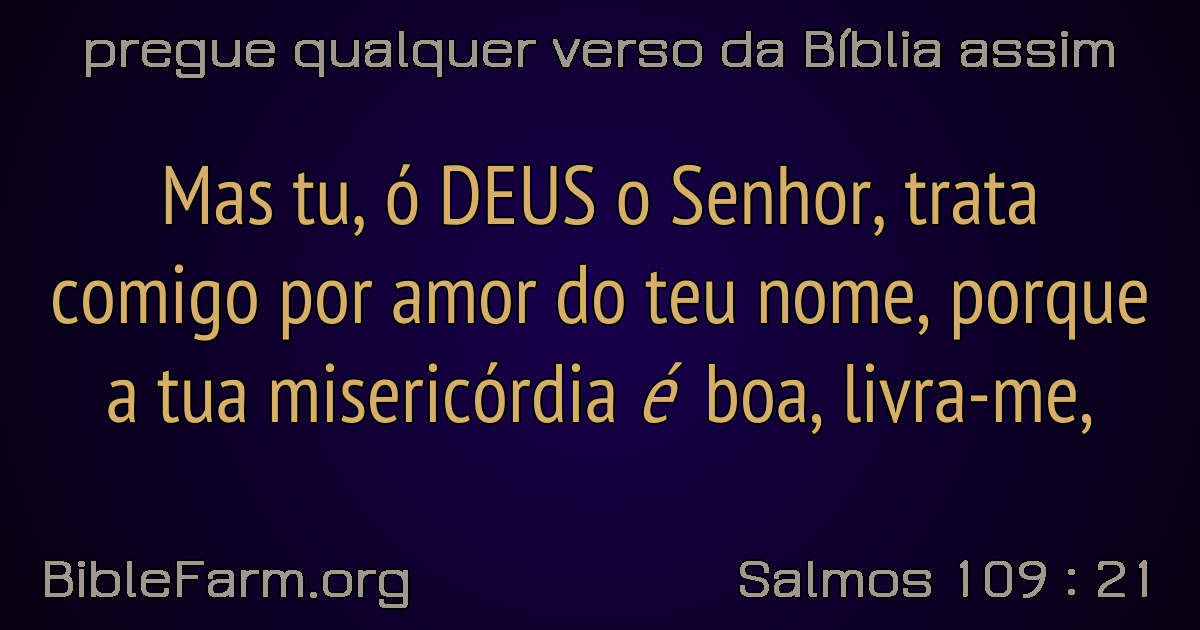 pregue qualquer verso da Bíblia assim
Mas tu, ó DEUS o Senhor, trata
comigo por amor do teu nome, porque
a tua misericórdia é boa, livra-me,
BibleFarm.org
Salmos 109 : 21